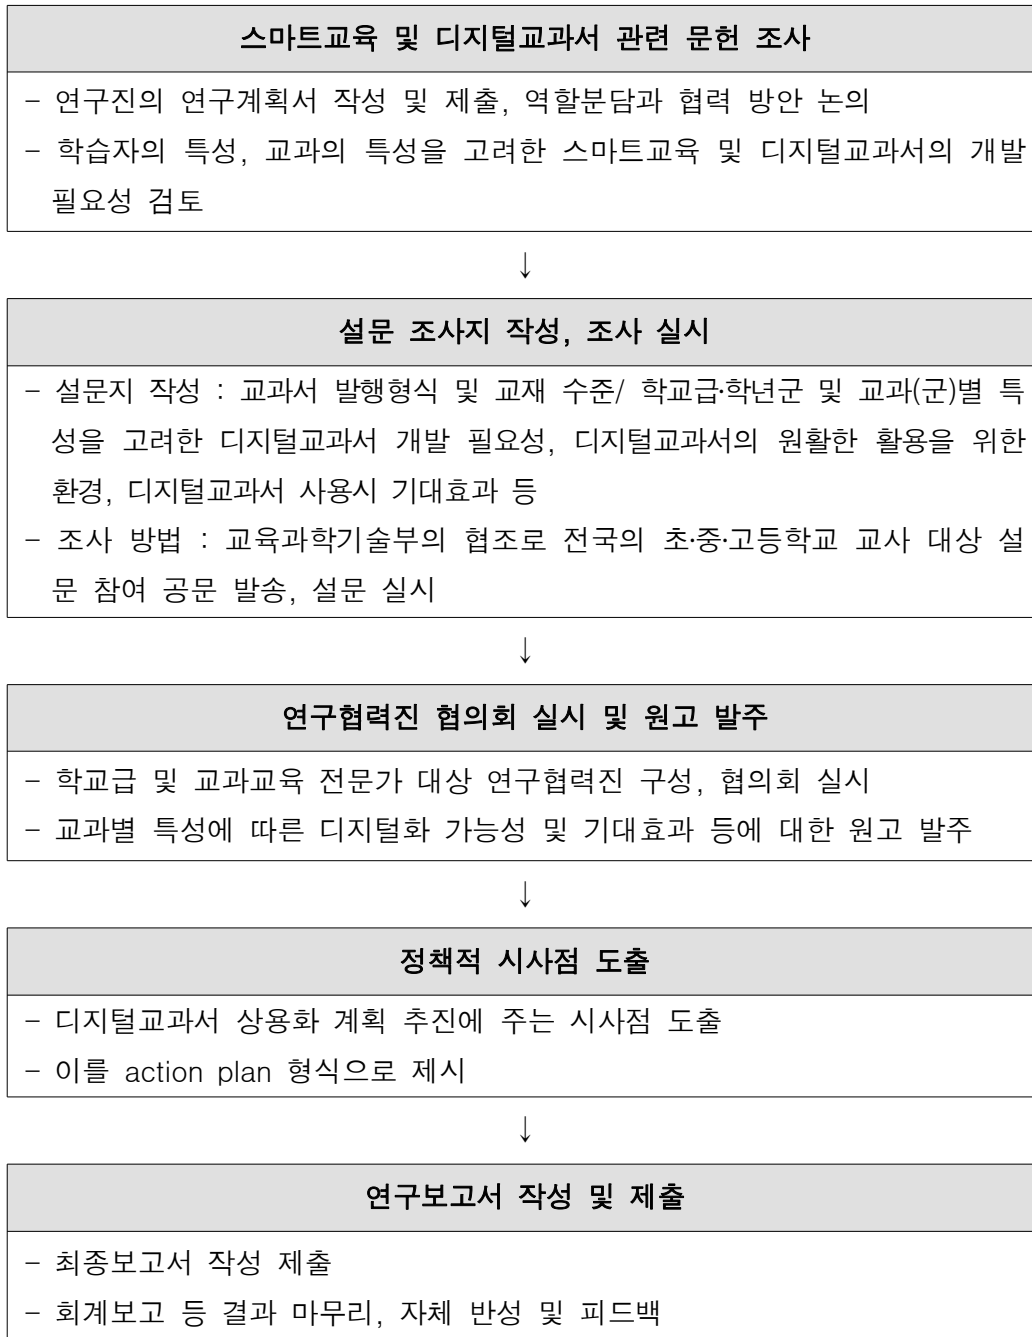 스마트교육 및 디지털교과서 관련 문헌 조사
- 연구진의 연구계획서 작성 및 제출, 역할분담과 협력 방안 논의
- 학습자의 특성, 교과의 특성을 고려한 스마트교육 및 디지털교과서의 개발
필요성 검토
↓
설문 조사지 작성, 조사 실시
- 설문지 작성 : 교과서 발행형식 및 교재 수준/ 학교급·학년군 및 교과(군)별 특
성을 고려한 디지털교과서 개발 필요성, 디지털교과서의 원활한 활용을 위한
환경, 디지털교과서 사용시 기대효과 등
- 조사 방법 : 교육과학기술부의 협조로 전국의 초·중·고등학교 교사 대상 설
문 참여 공문 발송, 설문 실시
↓
연구협력진 협의회 실시 및 원고 발주
- 학교급 및 교과교육 전문가 대상 연구협력진 구성, 협의회 실시
- 교과별 특성에 따른 디지털화 가능성 및 기대효과 등에 대한 원고 발주
↓
정책적 시사점 도출
- 디지털교과서 상용화 계획 추진에 주는 시사점 도출
- 이를 action plan 형식으로 제시
↓
연구보고서 작성 및 제출
- 최종보고서 작성 제출
- 회계보고 등 결과 마무리, 자체 반성 및 피드백